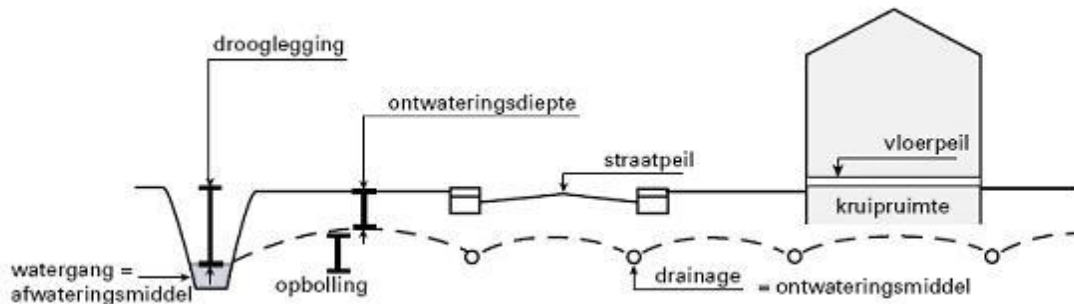 drooglegging
ontwateringsdiepte
straatpeil
vloerpeil
kruipruimte
watergang =
afwateringsmiddel
opbolling
drainage = ontwateringsmiddel